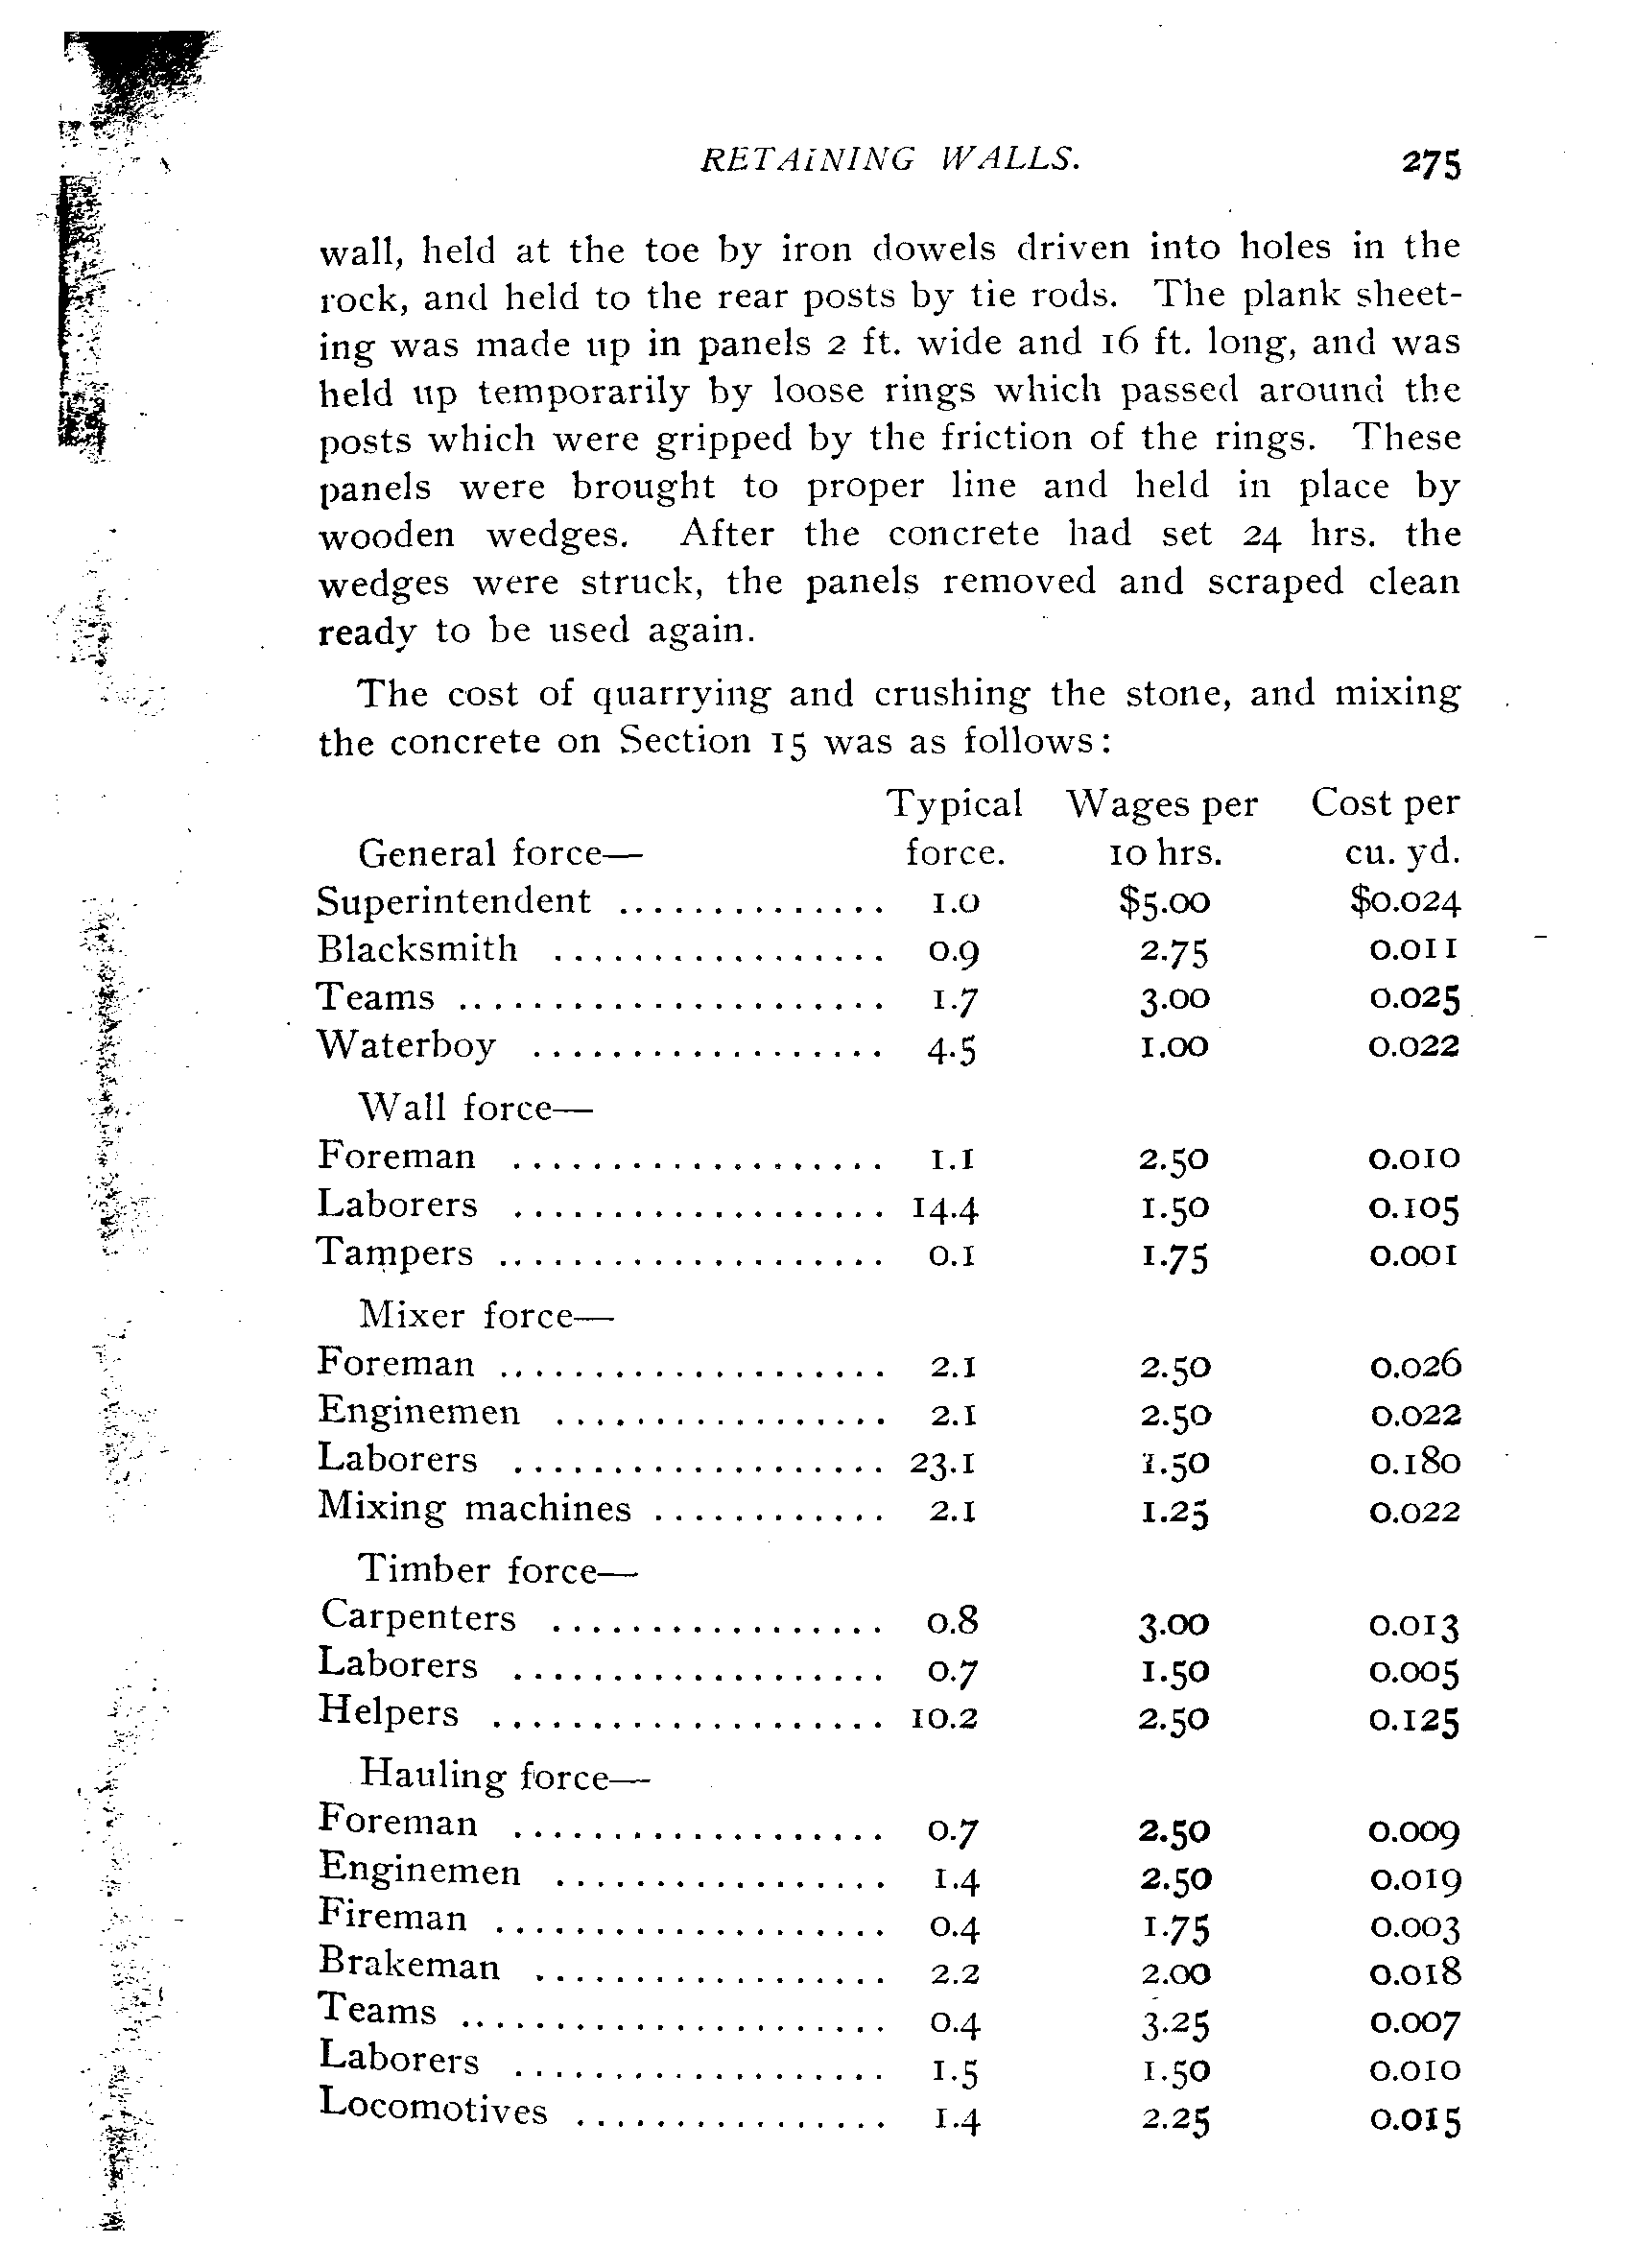 RETAINING WALLS. 275
wall, held at the toe by iron dowels driven into holes in the
rock, and held to the rear posts by tie rods. The plank sheet-
ing was made up in panels 2 ft. wide and 16 ft. long, and was
held up temporarily by loose rings which passed around the
posts which were gripped by the friction of the rings. These
panels were brought to proper line and held in place by
wooden wedges. After the concrete had set 24 hrs. the
wedges were struck, the panels removed and scraped clean
ready to be used again.
The cost of quarrying and crushing the stone, and mixing
the concrete on Section 15 was as follows:
Typical Wages per Cost per
General force— force. 10 hrs. cu. yd.
Superintendent .............. 1.0 $5.00 $0.024
Blacksmith ................. 0.9 2.75 0.011
Teams ...................... 1.7 3.00 0.025
Waterboy .................. 4.5 1.00 0.022
Wall force—
Foreman ................... 1.1 2.50 0.010
Laborers ................... 14.4 1.50 0.105
Tampers .................... 0.1 1.75 0.001
Mixer force—
Foreman .................... 2.1 2.50 0.026
Enginemen ................. 2.1 2.50 0.022
Laborers ................... 23.1 1.50 0.180
Mixing machines ............ 2.1 1.25 0.022
Timber force—
Carpenters ................. 0.8 3.00 0.013
Laborers ................... 0.7 1.50 0.005
Helpers .................... 10.2 2.50 0.125
Hauling force—
Foreman ................... 0.7 2.50 0.009
Enginemen ................. 1.4 2.50 0.019
Fireman .................... 0.4 1.75 0.003
Brakeman .................. 2.2 2.00 0.018
Teams ...................... 0.4 3.25 0.007
Laborers ................... 1.5 1.50 0.010
Locomotives ................ 1.4 2.25 0.015